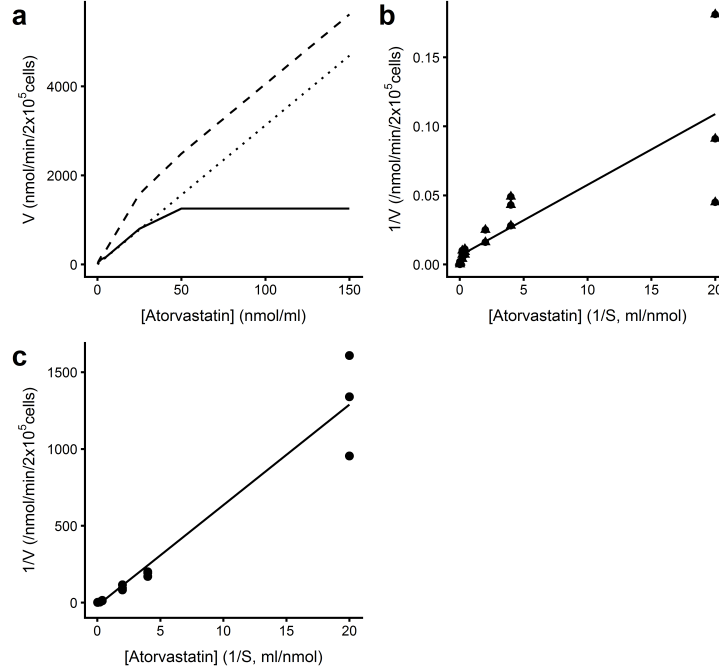 a
V (nmol/min/2x10⁵cells)
4000
2000
0
0 50 100 150
[Atorvastatin] (nmol/ml)
b
1/V (/nmol/min/2x10⁵cells)
0.15
0.10
0.05
0.00
0 5 10 15 20
[Atorvastatin] (1/S, ml/nmol)
c
1/V (/nmol/min/2x10⁵cells)
1500
1000
500
0
0 5 10 15 20
[Atorvastatin] (1/S, ml/nmol)